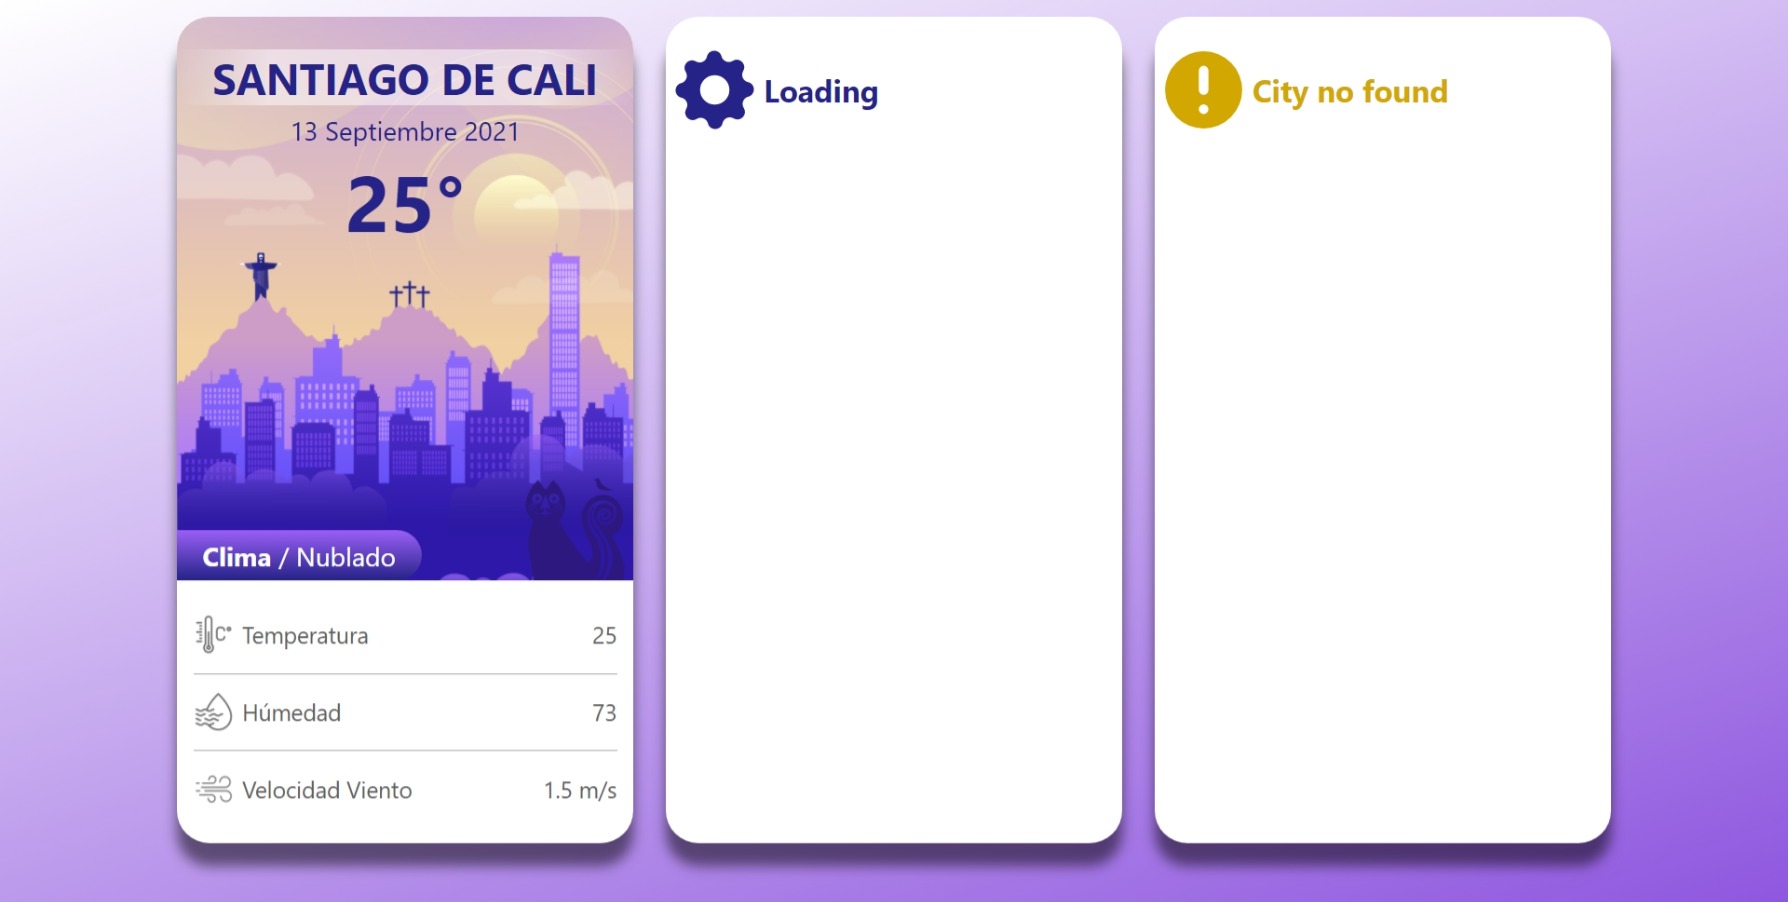 SANTIAGO DE CALI
13 Septiembre 2021
25°
Clima / Nublado
C° Temperatura 25
Húmedad 73
Velocidad Viento 1.5 m/s
Loading
City no found